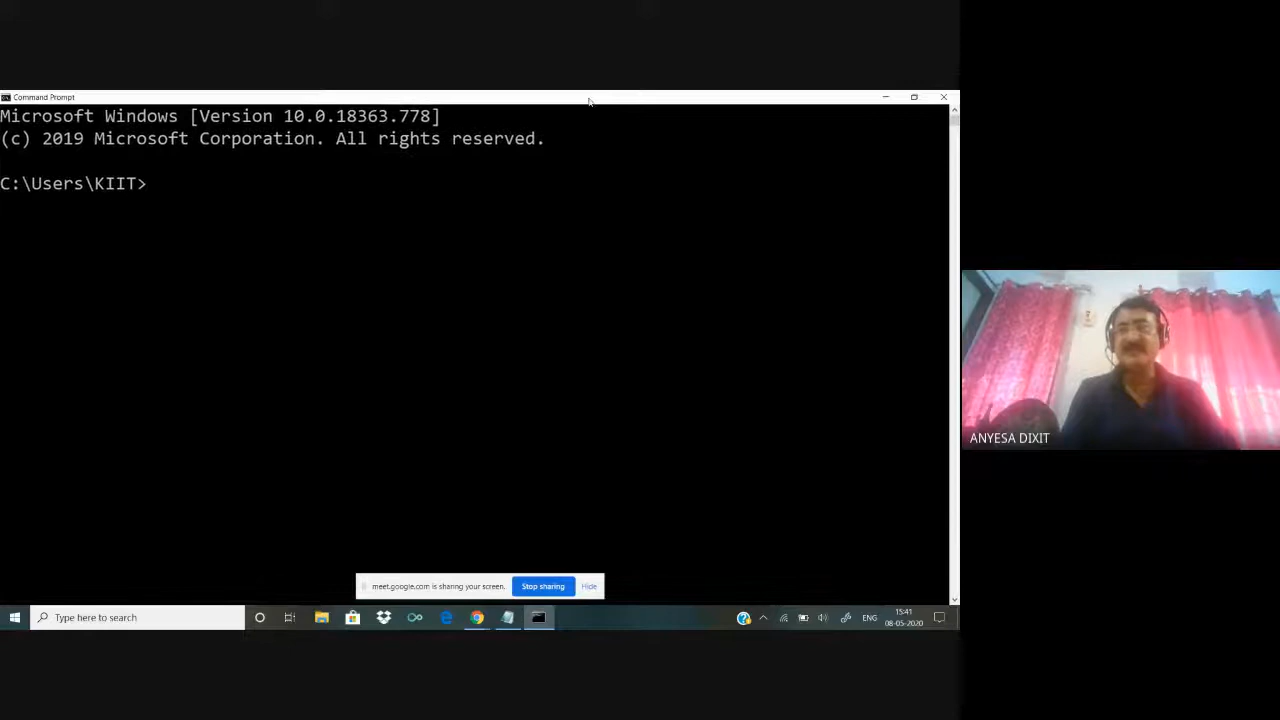 Command Prompt
Microsoft Windows [Version 10.0.18363.778]
(c) 2019 Microsoft Corporation. All rights reserved.
C:\Users\KIIT>
ANYESA DIXIT
meet.google.com is sharing your screen.
Stop sharing
Hide
Type here to search
ENG
15:41
08-05-2020